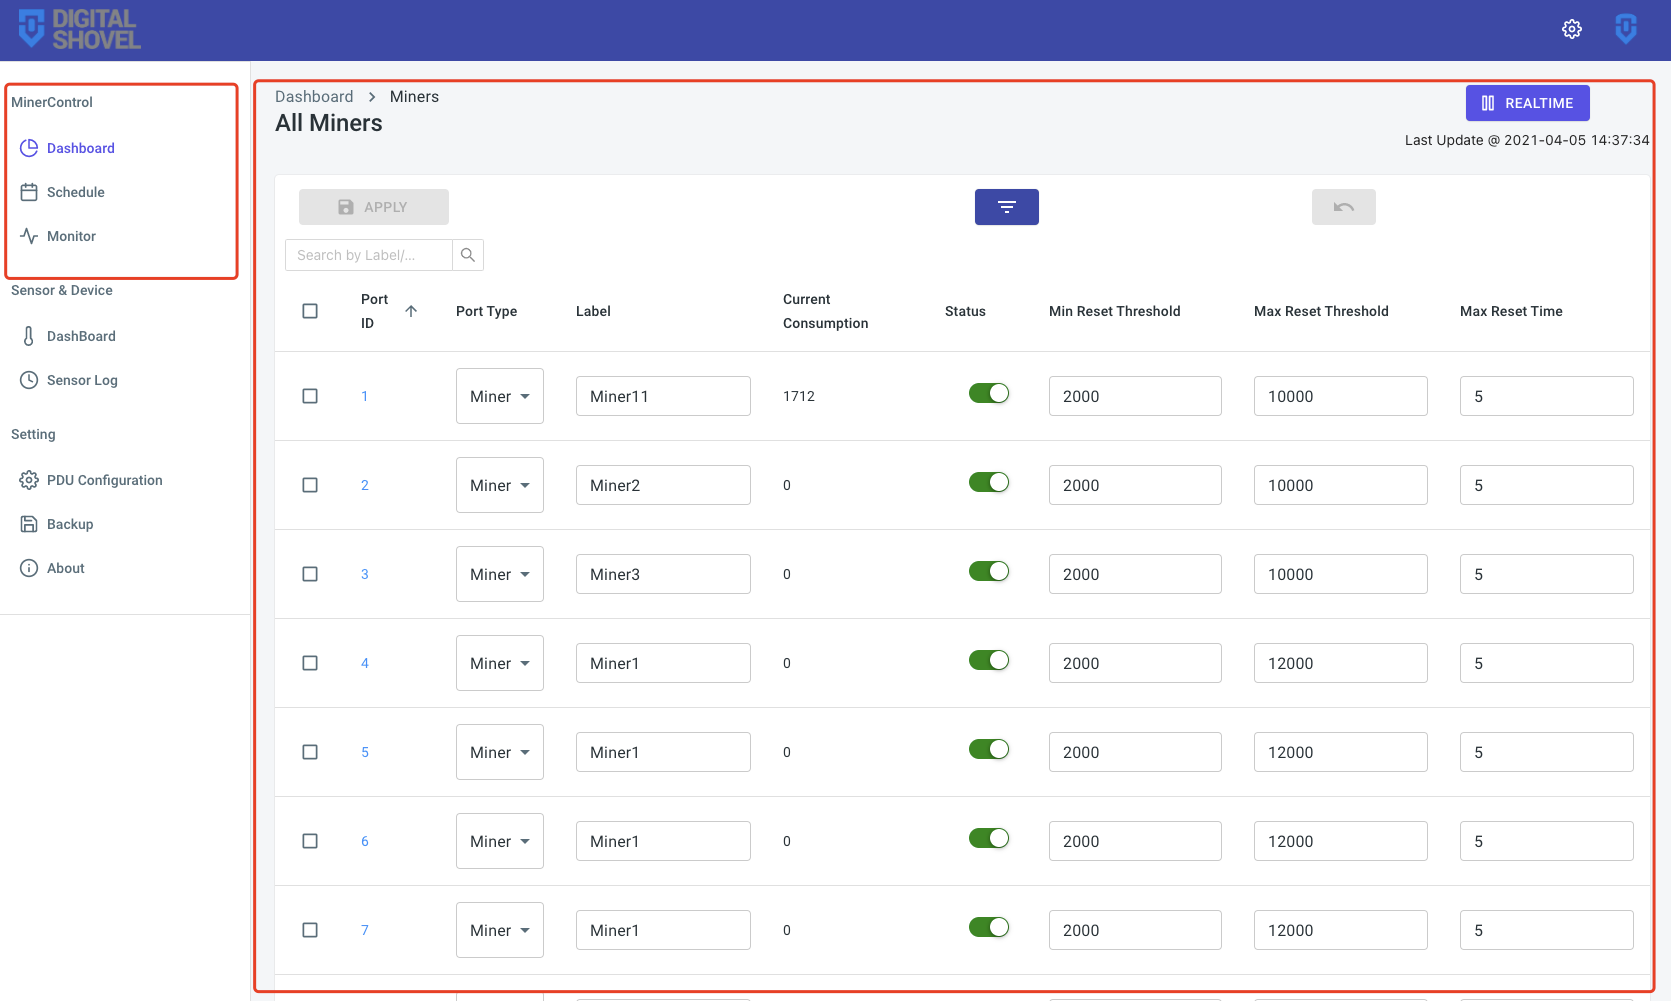 DIGITAL
SHOVEL
MinerControl
Dashboard
Schedule
Monitor
Sensor & Device
DashBoard
Sensor Log
Setting
PDU Configuration
Backup
About
Dashboard > Miners
All Miners
REALTIME
Last Update @ 2021-04-05 14:37:34
APPLY
Search by Label/...
Port ID Port Type Label Current Consumption Status Min Reset Threshold Max Reset Threshold Max Reset Time
1 Miner Miner11 1712 2000 10000 5
2 Miner Miner2 0 2000 10000 5
3 Miner Miner3 0 2000 10000 5
4 Miner Miner1 0 2000 12000 5
5 Miner Miner1 0 2000 12000 5
6 Miner Miner1 0 2000 12000 5
7 Miner Miner1 0 2000 12000 5